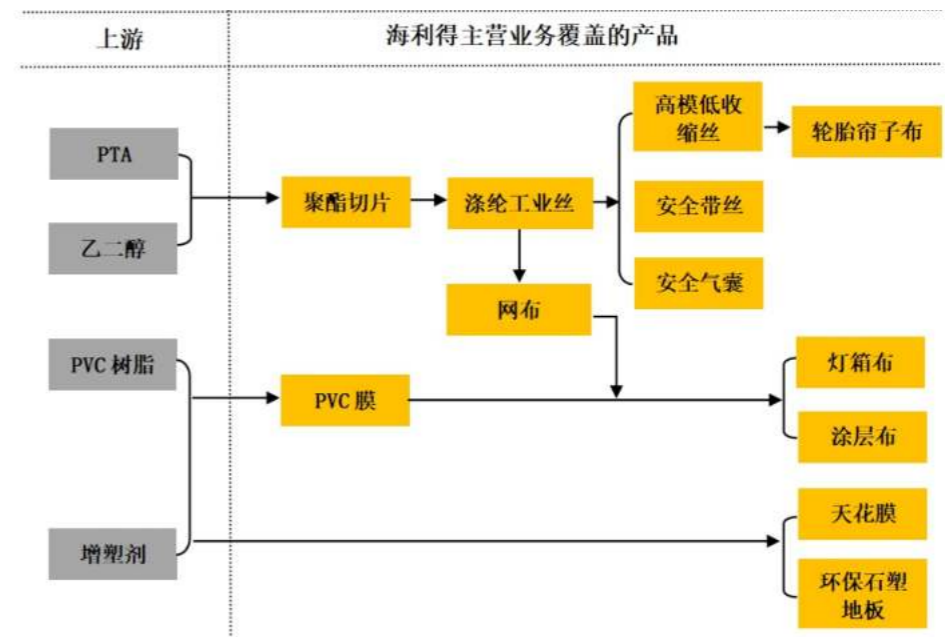 上游
海利得主营业务覆盖的产品
PTA
乙二醇
聚酯切片
涤纶工业丝
高模低收
缩丝
轮胎帘子布
安全带丝
安全气囊
网布
PVC 树脂
PVC 膜
灯箱布
涂层布
增塑剂
天花膜
环保石塑
地板